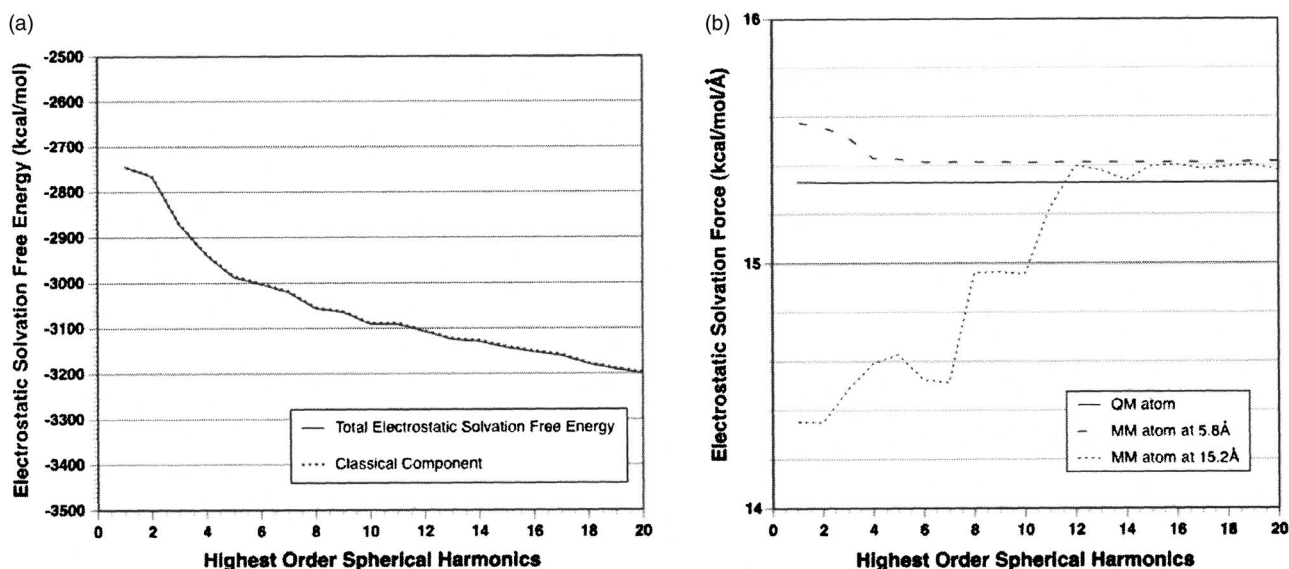 (a)
Electrostatic Solvation Free Energy (kcal/mol)
-2500
-2600
-2700
-2800
-2900
-3000
-3100
-3200
-3300
-3400
-3500
Total Electrostatic Solvation Free Energy
Classical Component
0 2 4 6 8 10 12 14 16 18 20
Highest Order Spherical Harmonics
(b)
Electrostatic Solvation Force (kcal/mol/Å)
16
15
14
QM atom
MM atom at 5.8Å
MM atom at 15.2Å
0 2 4 6 8 10 12 14 16 18 20
Highest Order Spherical Harmonics